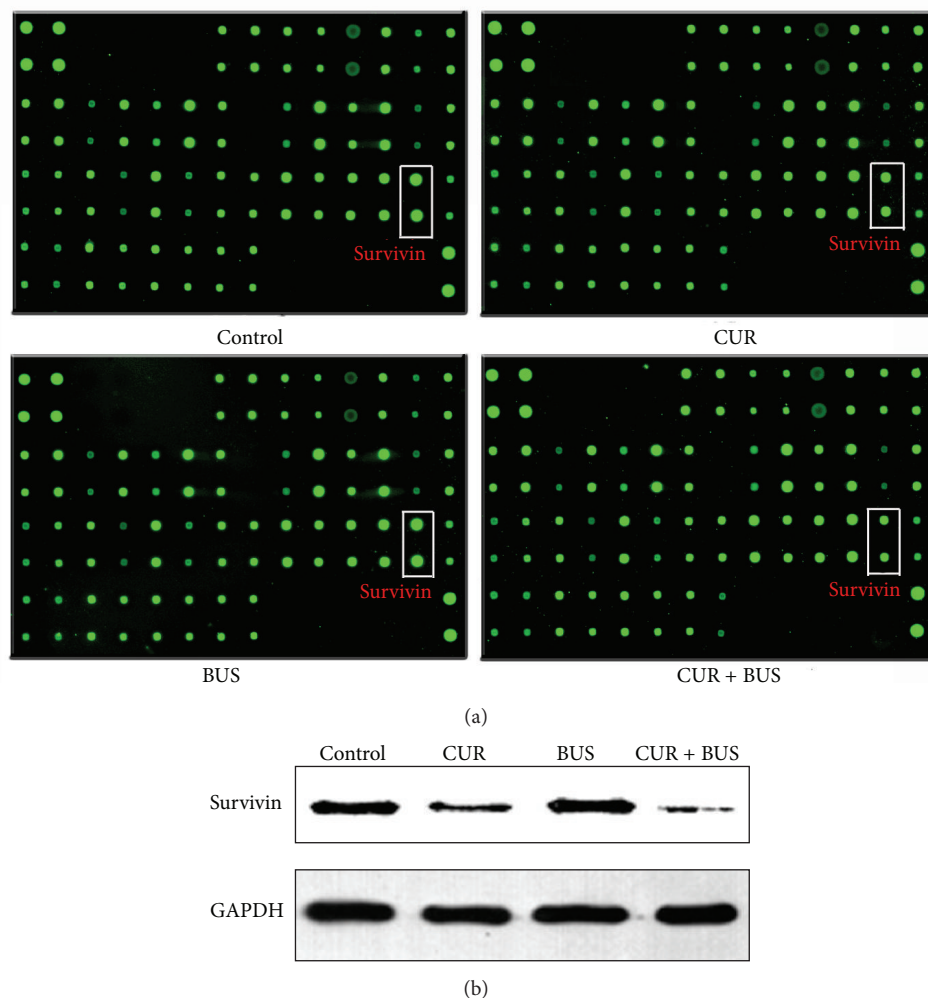 Survivin
Survivin
Control
CUR
Survivin
Survivin
BUS
CUR + BUS
(a)
Control CUR BUS CUR + BUS
Survivin
GAPDH
(b)